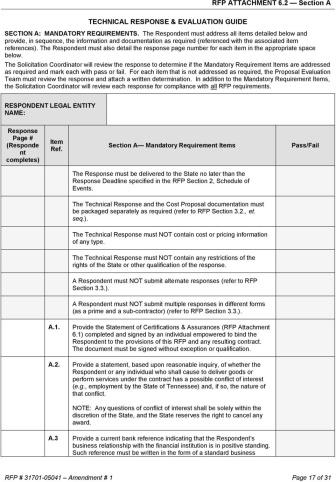 RFP ATTACHMENT 6.2 — Section A
TECHNICAL RESPONSE & EVALUATION GUIDE
SECTION A: MANDATORY REQUIREMENTS. The Respondent must address all items detailed below and
provide, in sequence, the information and documentation as required (referenced with the associated item
references). The Respondent must also detail the response page number for each item in the appropriate space
below.
The Solicitation Coordinator will review the response to determine if the Mandatory Requirement Items are addressed
as required and mark each with pass or fail. For each item that is not addressed as required, the Proposal Evaluation
Team must review the response and attach a written determination. In addition to the Mandatory Requirement Items,
the Solicitation Coordinator will review each response for compliance with all RFP requirements.
RESPONDENT LEGAL ENTITY
NAME:
Response
Page #
(Responde
nt
completes)
Item
Ref.
Section A— Mandatory Requirement Items
Pass/Fail
The Response must be delivered to the State no later than the
Response Deadline specified in the RFP Section 2, Schedule of
Events.
The Technical Response and the Cost Proposal documentation must
be packaged separately as required (refer to RFP Section 3.2., et.
seq.).
The Technical Response must NOT contain cost or pricing information
of any type.
The Technical Response must NOT contain any restrictions of the
rights of the State or other qualification of the response.
A Respondent must NOT submit alternate responses (refer to RFP
Section 3.3.).
A Respondent must NOT submit multiple responses in different forms
(as a prime and a sub-contractor) (refer to RFP Section 3.3.).
A.1.
Provide the Statement of Certifications & Assurances (RFP Attachment
6.1) completed and signed by an individual empowered to bind the
Respondent to the provisions of this RFP and any resulting contract.
The document must be signed without exception or qualification.
A.2.
Provide a statement, based upon reasonable inquiry, of whether the
Respondent or any individual who shall cause to deliver goods or
perform services under the contract has a possible conflict of interest
(e.g., employment by the State of Tennessee) and, if so, the nature of
that conflict.
NOTE: Any questions of conflict of interest shall be solely within the
discretion of the State, and the State reserves the right to cancel any
award.
A.3
Provide a current bank reference indicating that the Respondent's
business relationship with the financial institution is in positive standing.
Such reference must be written in the form of a standard business
RFP # 31701-05041 – Amendment # 1
Page 17 of 31